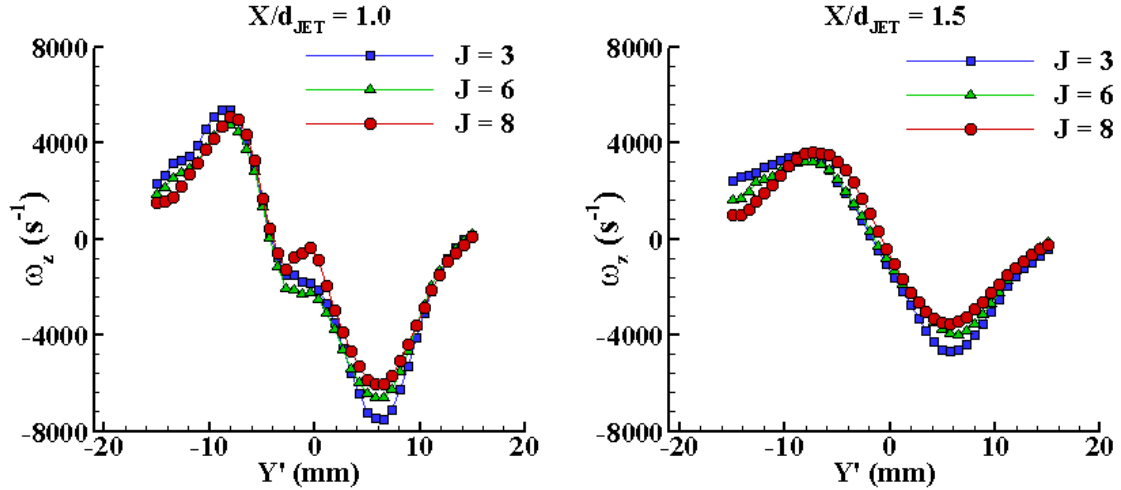 X/d_JET = 1.0
8000
4000
0
-4000
-8000
ω_z (s⁻¹)
J = 3
J = 6
J = 8
-20
-10
0
10
20
Y' (mm)
X/d_JET = 1.5
8000
4000
0
-4000
-8000
ω_z (s⁻¹)
J = 3
J = 6
J = 8
-20
-10
0
10
20
Y' (mm)